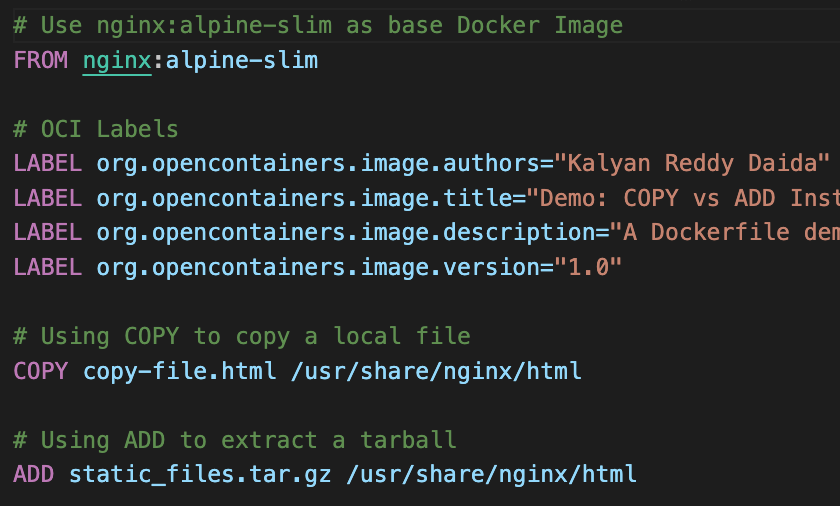 # Use nginx:alpine-slim as base Docker Image
FROM nginx:alpine-slim
# OCI Labels
LABEL org.opencontainers.image.authors="Kalyan Reddy Daida"
LABEL org.opencontainers.image.title="Demo: COPY vs ADD Inst
LABEL org.opencontainers.image.description="A Dockerfile dem
LABEL org.opencontainers.image.version="1.0"
# Using COPY to copy a local file
COPY copy-file.html /usr/share/nginx/html
# Using ADD to extract a tarball
ADD static_files.tar.gz /usr/share/nginx/html